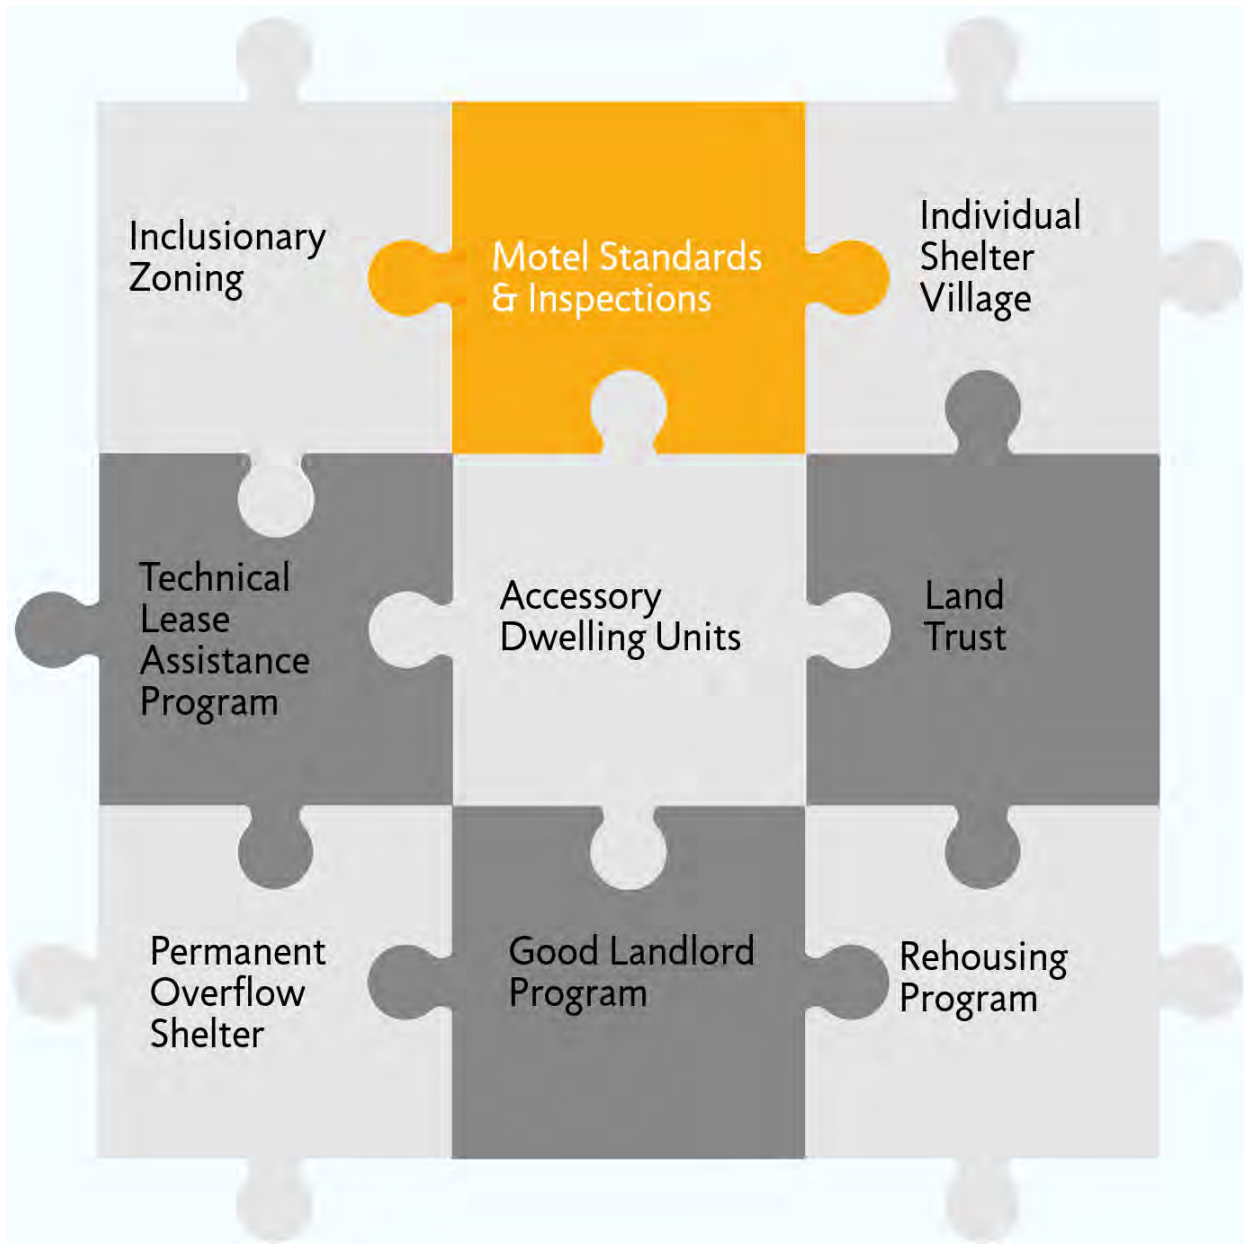 Inclusionary
Zoning
Motel Standards
& Inspections
Individual
Shelter
Village
Technical
Lease
Assistance
Program
Accessory
Dwelling Units
Land
Trust
Permanent
Overflow
Shelter
Good Landlord
Program
Rehousing
Program